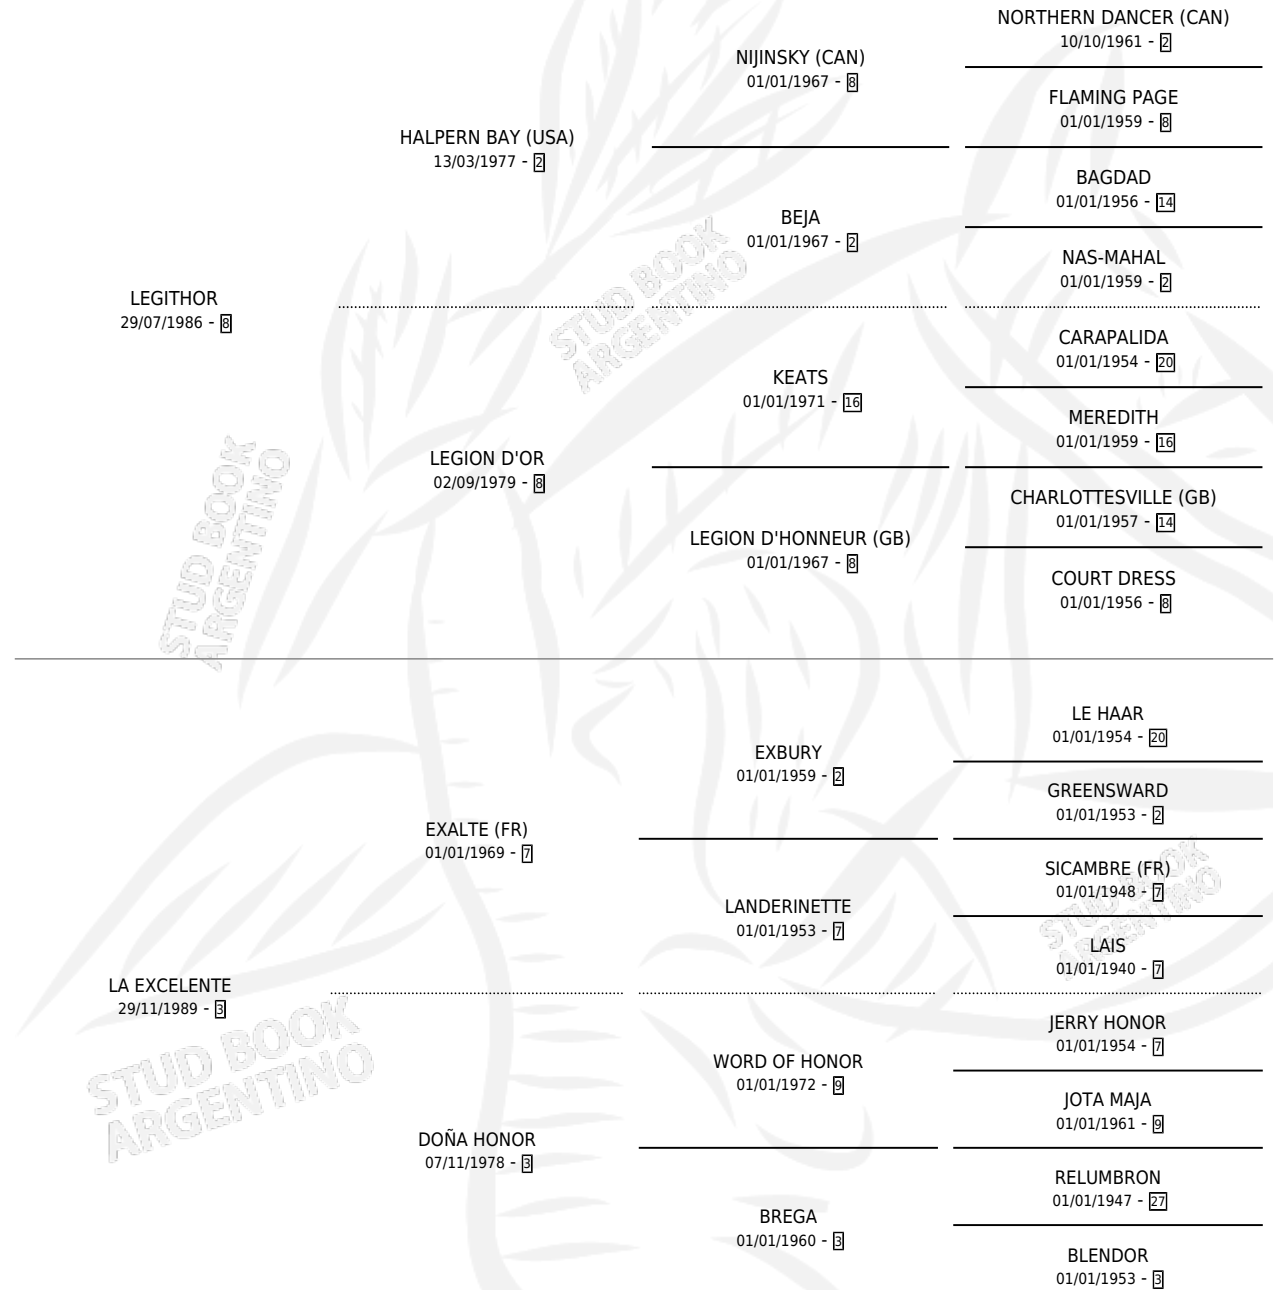 NORTHERN DANCER (CAN)
10/10/1961 - 2
NIJINSKY (CAN)
01/01/1967 - 8
FLAMING PAGE
01/01/1959 - 8
HALPERN BAY (USA)
13/03/1977 - 2
BAGDAD
01/01/1956 - 14
BEJA
01/01/1967 - 2
NAS-MAHAL
01/01/1959 - 2
LEGITHOR
29/07/1986 - 8
CARAPALIDA
01/01/1954 - 20
KEATS
01/01/1971 - 16
MEREDITH
01/01/1959 - 16
LEGION D'OR
02/09/1979 - 8
CHARLOTTESVILLE (GB)
01/01/1957 - 14
LEGION D'HONNEUR (GB)
01/01/1967 - 8
COURT DRESS
01/01/1956 - 8
LE HAAR
01/01/1954 - 20
EXBURY
01/01/1959 - 2
GREENSWARD
01/01/1953 - 2
EXALTE (FR)
01/01/1969 - 7
SICAMBRE (FR)
01/01/1948 - 7
LANDERINETTE
01/01/1953 - 7
LAIS
01/01/1940 - 7
LA EXCELENTE
29/11/1989 - 3
JERRY HONOR
01/01/1954 - 7
WORD OF HONOR
01/01/1972 - 9
JOTA MAJA
01/01/1961 - 9
DOÑA HONOR
07/11/1978 - 3
RELUMBRON
01/01/1947 - 27
BREGA
01/01/1960 - 3
BLENDOR
01/01/1953 - 3
STUD BOOK
ARGENTINO
STUD BOOK
ARGENTINO
STUD BOOK
ARGENTINO
STUD BOOK
ARGENTINO